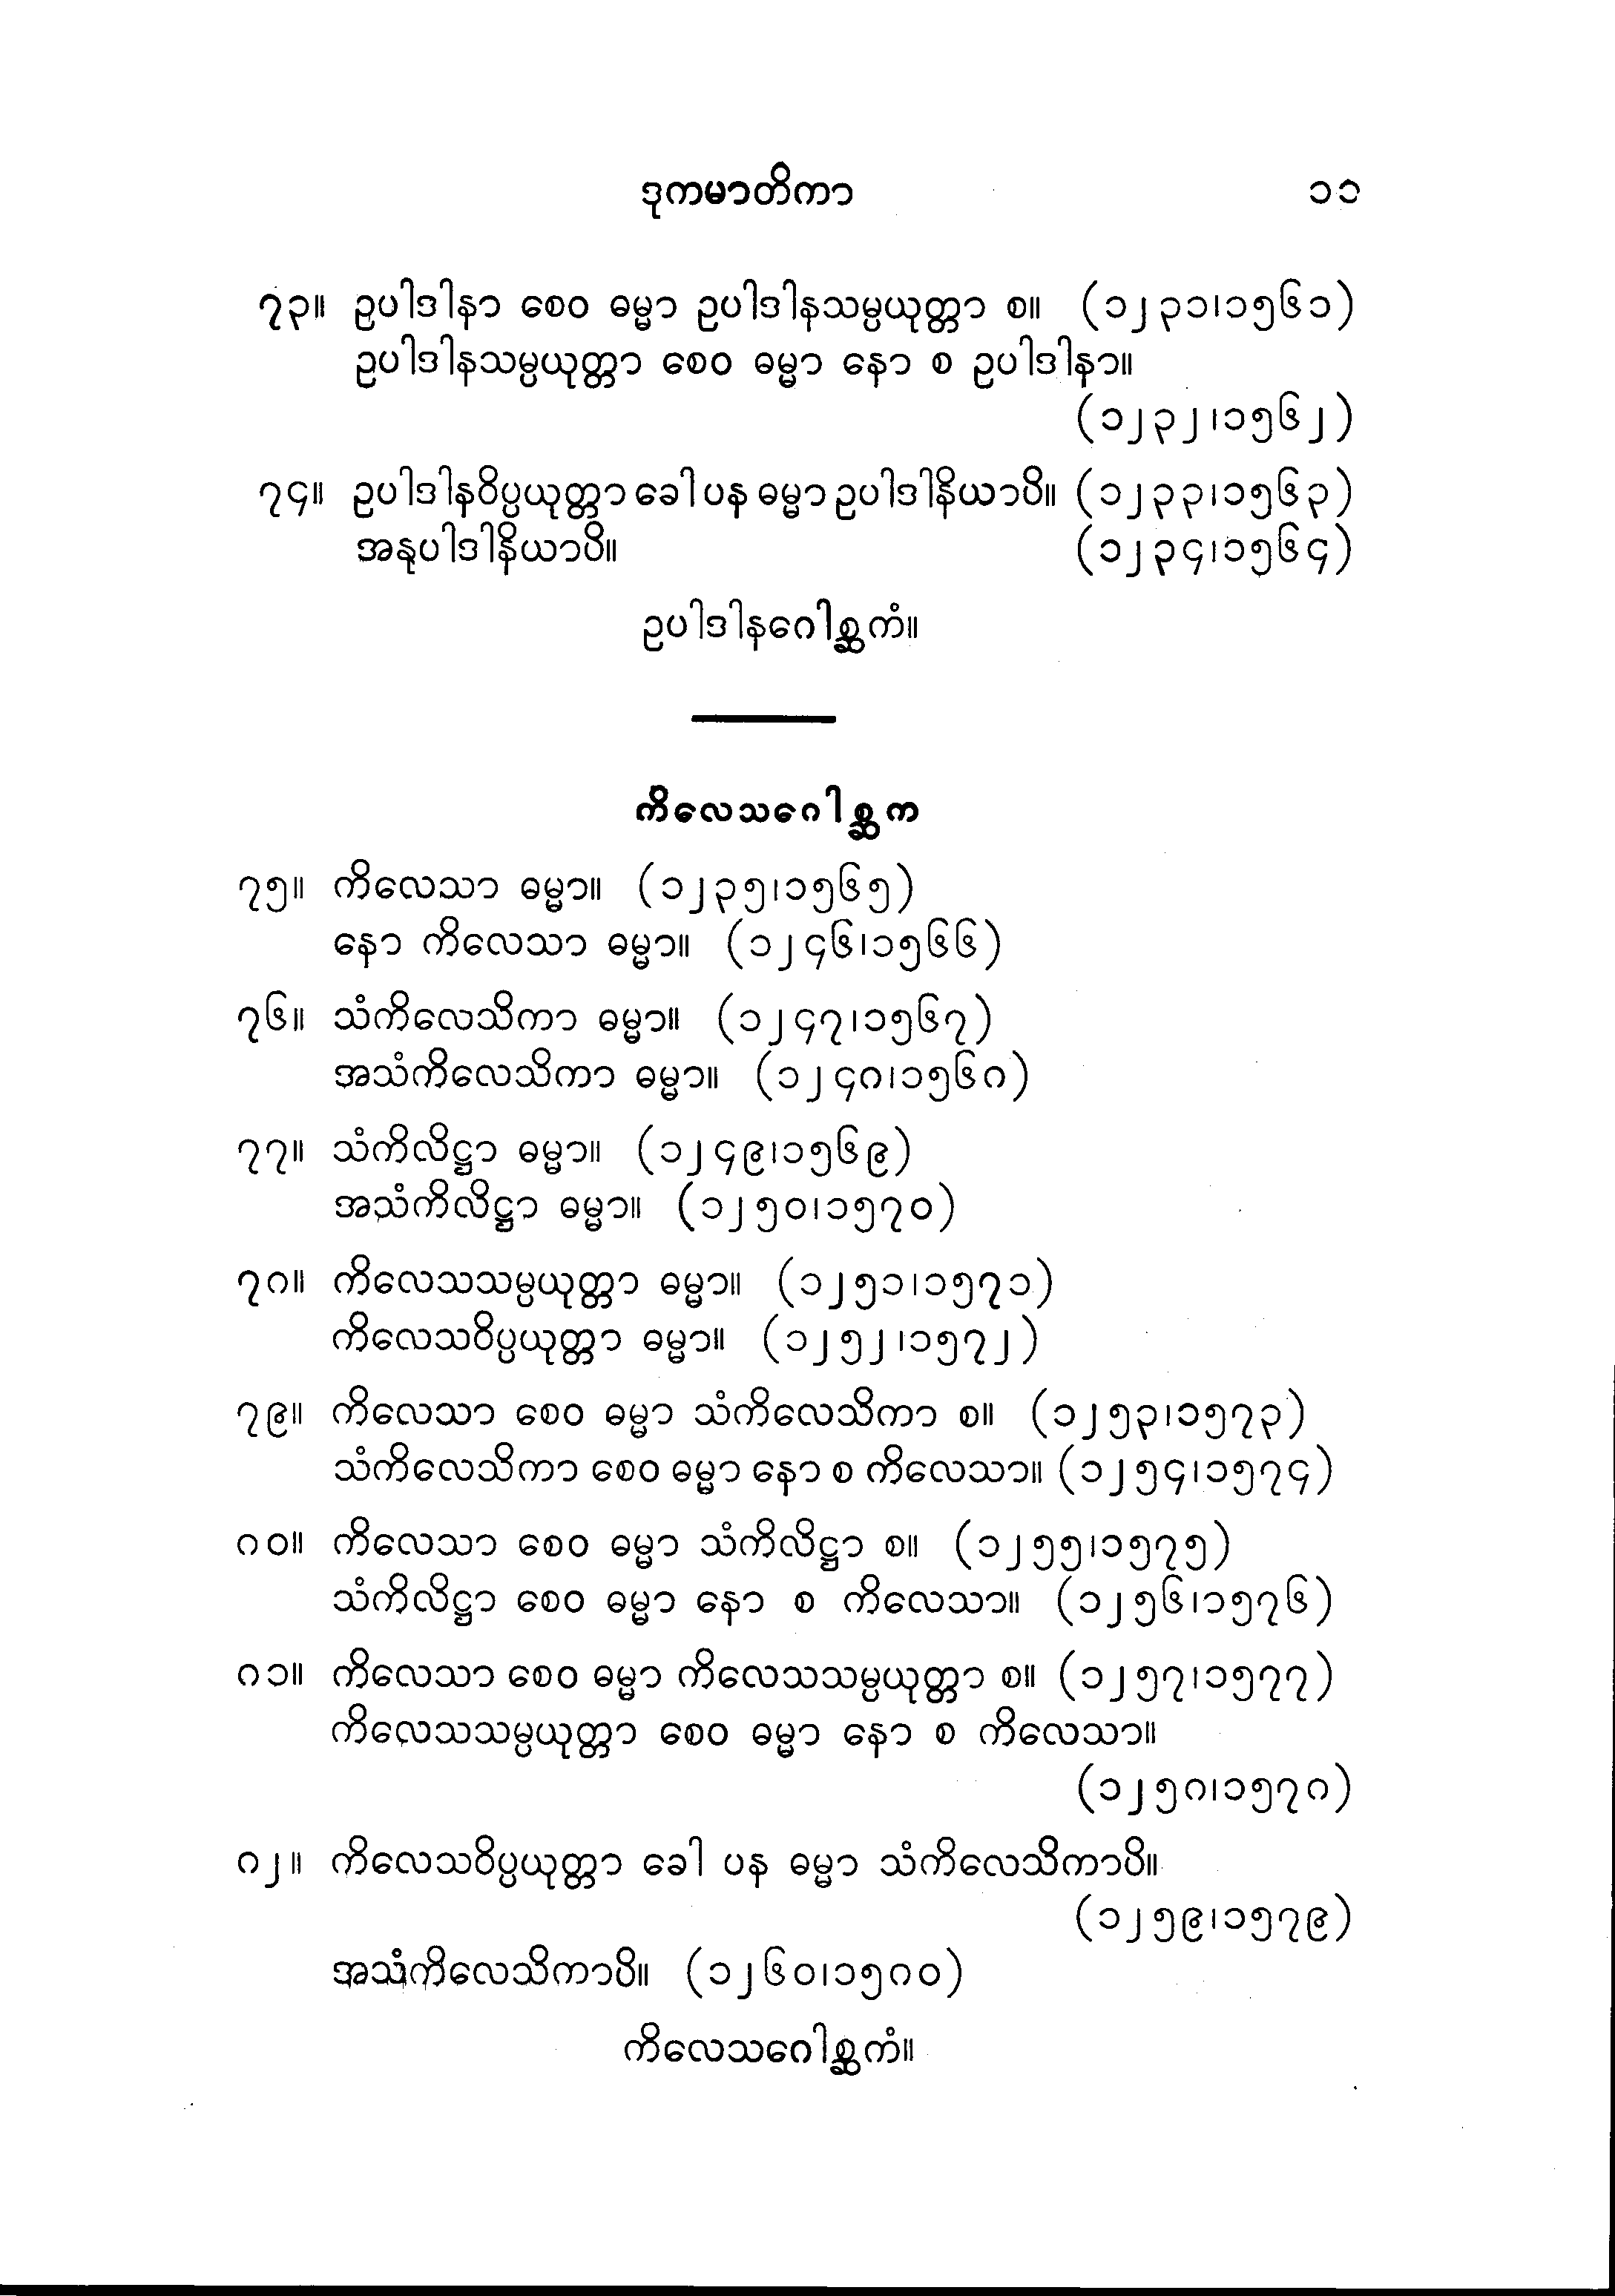 ဒုကမာတိကာ ၁၁
၇၃။ ဥပါဒါနာ စေဝ ဓမ္မာ ဥပါဒါနသမ္ပယုတ္တာ စ။ (၁၂၃၁၊၁၅၆၁)
ဥပါဒါနသမ္ပယုတ္တာ စေဝ ဓမ္မာ နော စ ဥပါဒါနာ။
(၁၂၃၂၊၁၅၆၂)
၇၄။ ဥပါဒါနဝိပ္ပယုတ္တာ ခေါ ပန ဓမ္မာ ဥပါဒါနိယာပိ။ (၁၂၃၃၊၁၅၆၃)
အနုပါဒါနိယာပိ။ (၁၂၃၄၊၁၅၆၄)
ဥပါဒါနဂေါစ္ဆကံ။
ကိလေသဂေါစ္ဆက
၇၅။ ကိလေသာ ဓမ္မာ။ (၁၂၃၅၊၁၅၆၅)
နော ကိလေသာ ဓမ္မာ။ (၁၂၄၆၊၁၅၆၆)
၇၆။ သံကိလေသိကာ ဓမ္မာ။ (၁၂၄၇၊၁၅၆၇)
အသံကိလေသိကာ ဓမ္မာ။ (၁၂၄၈၊၁၅၆၈)
၇၇။ သံကိလိဋ္ဌာ ဓမ္မာ။ (၁၂၄၉၊၁၅၆၉)
အသံကိလိဋ္ဌာ ဓမ္မာ။ (၁၂၅၀၊၁၅၇၀)
၇၈။ ကိလေသသမ္ပယုတ္တာ ဓမ္မာ။ (၁၂၅၁၊၁၅၇၁)
ကိလေသဝိပ္ပယုတ္တာ ဓမ္မာ။ (၁၂၅၂၊၁၅၇၂)
၇၉။ ကိလေသာ စေဝ ဓမ္မာ သံကိလေသိကာ စ။ (၁၂၅၃၊၁၅၇၃)
သံကိလေသိကာ စေဝ ဓမ္မာ နော စ ကိလေသာ။ (၁၂၅၄၊၁၅၇၄)
၈၀။ ကိလေသာ စေဝ ဓမ္မာ သံကိလိဋ္ဌာ စ။ (၁၂၅၅၊၁၅၇၅)
သံကိလိဋ္ဌာ စေဝ ဓမ္မာ နော စ ကိလေသာ။ (၁၂၅၆၊၁၅၇၆)
၈၁။ ကိလေသာ စေဝ ဓမ္မာ ကိလေသသမ္ပယုတ္တာ စ။ (၁၂၅၇၊၁၅၇၇)
ကိလေသသမ္ပယုတ္တာ စေဝ ဓမ္မာ နော စ ကိလေသာ။
(၁၂၅၈၊၁၅၇၈)
၈၂။ ကိလေသဝိပ္ပယုတ္တာ ခေါ ပန ဓမ္မာ သံကိလေသိကာပိ။
(၁၂၅၉၊၁၅၇၉)
အသံကိလေသိကာပိ။ (၁၂၆၀၊၁၅၈၀)
ကိလေသဂေါစ္ဆကံ။